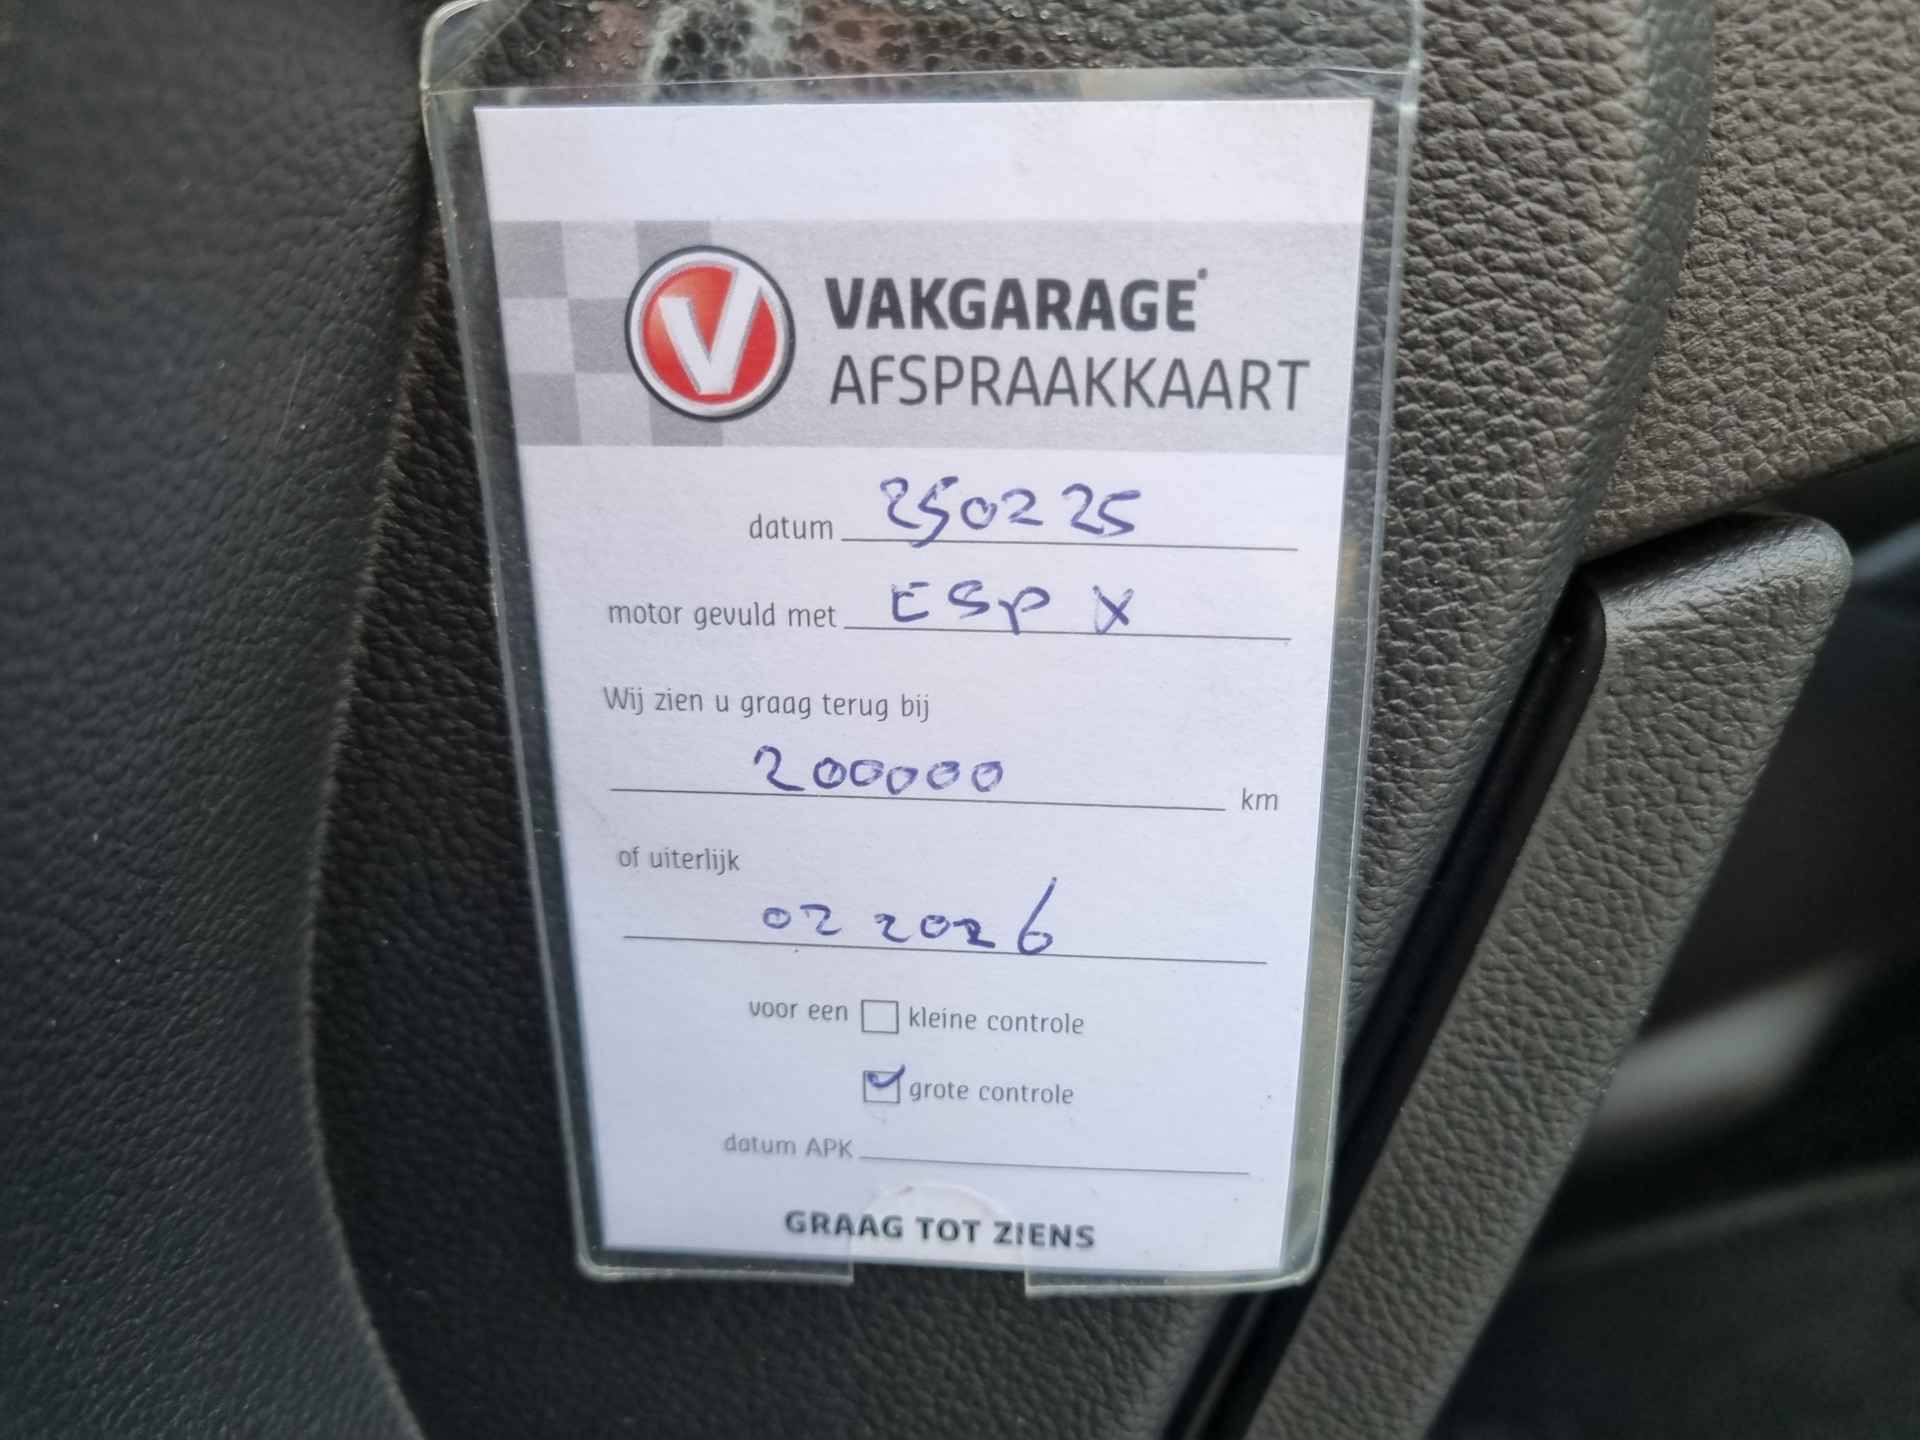 V VAKGARAGE
AFSPRAAKKAART
datum 250225
motor gevuld met ESP X
Wij zien u graag terug bij
200000 km
of uiterlijk
02 2026
voor een kleine controle
grote controle
datum APK
GRAAG TOT ZIENS